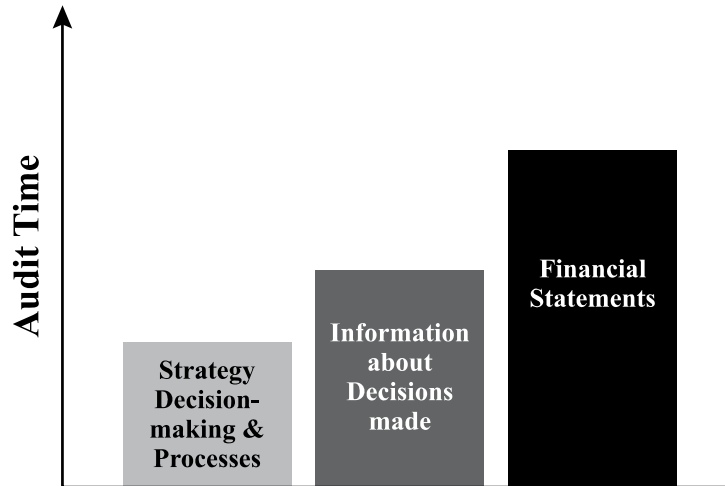 Audit Time
Strategy
Decision-
making &
Processes
Information
about
Decisions
made
Financial
Statements